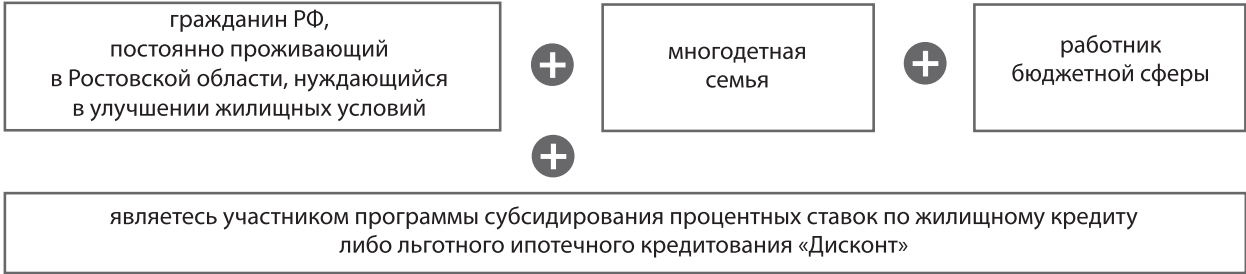 гражданин РФ,
постоянно проживающий
в Ростовской области, нуждающийся
в улучшении жилищных условий
многодетная
семья
работник
бюджетной сферы
являетесь участником программы субсидирования процентных ставок по жилищному кредиту
либо льготного ипотечного кредитования «Дисконт»